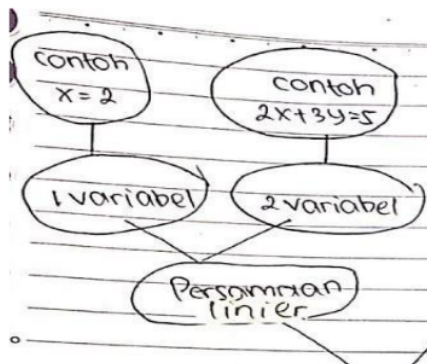 contoh
x = 2
contoh
2x+3y=5
1 variabel
2 variabel
Persamaan
linier